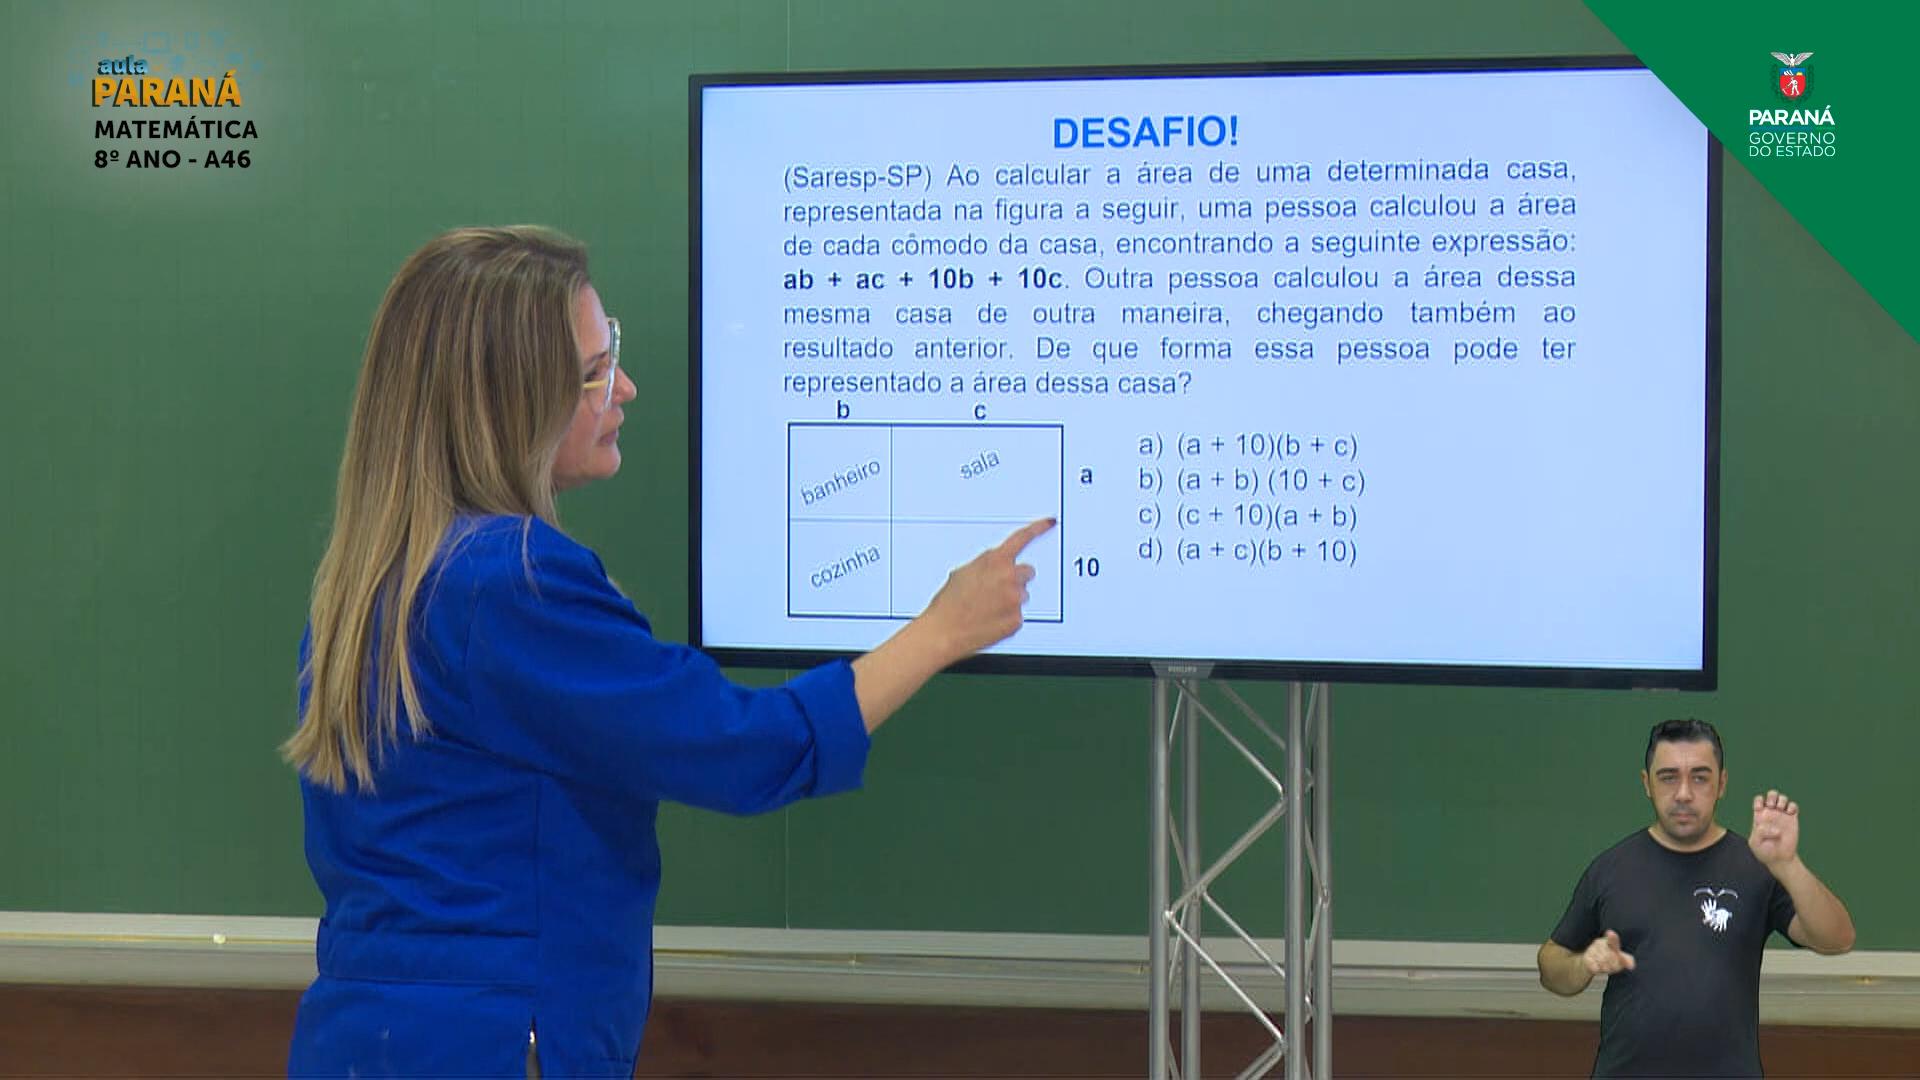 aula
PARANÁ
MATEMÁTICA
8º ANO - A46
PARANÁ
GOVERNO
DO ESTADO
DESAFIO!
(Saresp-SP) Ao calcular a área de uma determinada casa,
representada na figura a seguir, uma pessoa calculou a área
de cada cômodo da casa, encontrando a seguinte expressão:
ab + ac + 10b + 10c. Outra pessoa calculou a área dessa
mesma casa de outra maneira, chegando também ao
resultado anterior. De que forma essa pessoa pode ter
representado a área dessa casa?
b c
banheiro
sala
a
cozinha
10
a) (a + 10)(b + c)
b) (a + b) (10 + c)
c) (c + 10)(a + b)
d) (a + c)(b + 10)